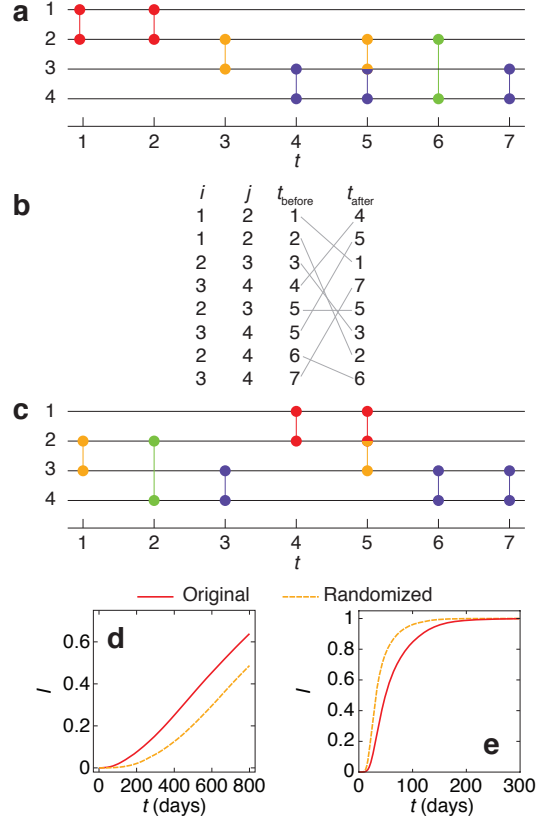 a
1
2
3
4
1 2 3 4 5 6 7
t
b
i j t_before t_after
1 2 1 4
1 2 2 5
2 3 3 1
3 4 4 7
2 3 5 5
3 4 5 3
2 4 6 2
3 4 7 6
c
1
2
3
4
1 2 3 4 5 6 7
t
Original Randomized
d
I
0.6
0.4
0.2
0
0 200 400 600 800
t (days)
e
I
1
0.8
0.6
0.4
0.2
0
0 100 200 300
t (days)